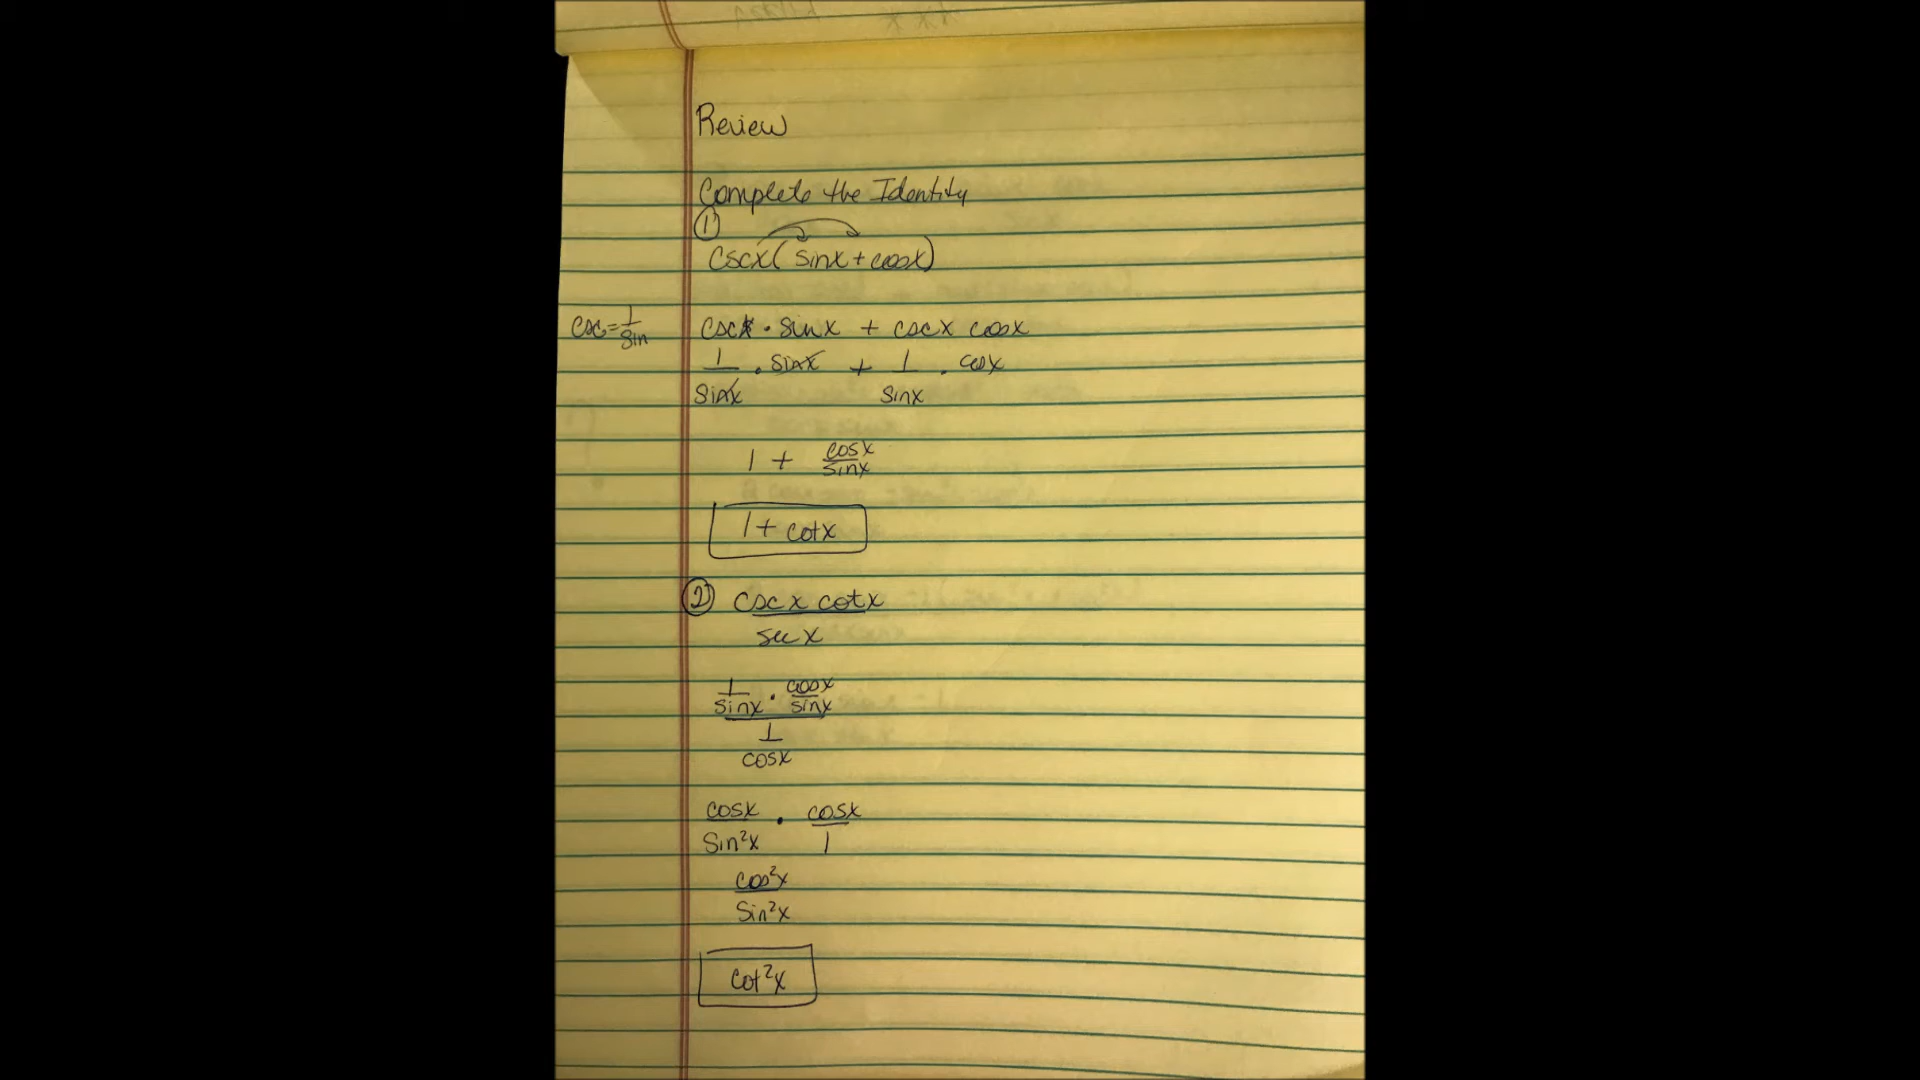 Review
Complete the Identity
①
cscx(sinx+cosx)
csc=1/sin
cscx · sinx + cscx cosx
1/sinx · sinx + 1/sinx · cosx
1 + cosx/sinx
1 + cotx
② cscx cotx
secx
1/sinx · cosx/sinx
1/cosx
cosx/sin²x · cosx/1
cos²x/sin²x
cot²x